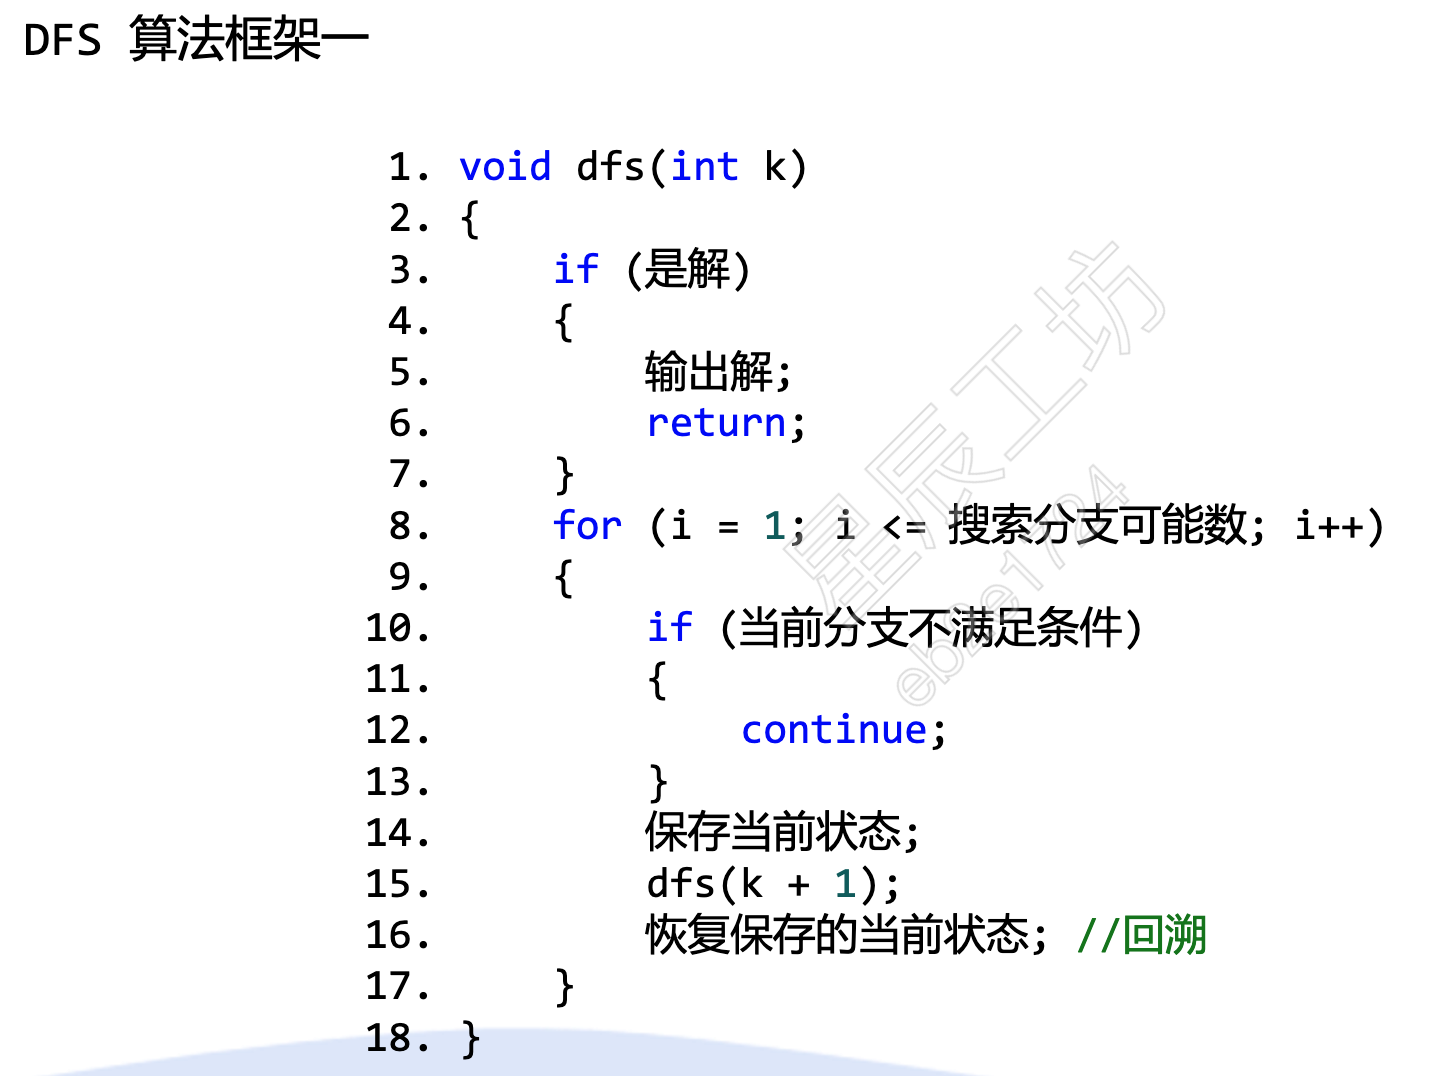 DFS 算法框架一
1. void dfs(int k)
2. {
3.     if (是解)
4.     {
5.         输出解;
6.         return;
7.     }
8.     for (i = 1; i <= 搜索分支可能数; i++)
9.     {
10.         if (当前分支不满足条件)
11.         {
12.             continue;
13.         }
14.         保存当前状态;
15.         dfs(k + 1);
16.         恢复保存的当前状态; //回溯
17.     }
18. }
星辰工坊
eb2e1724